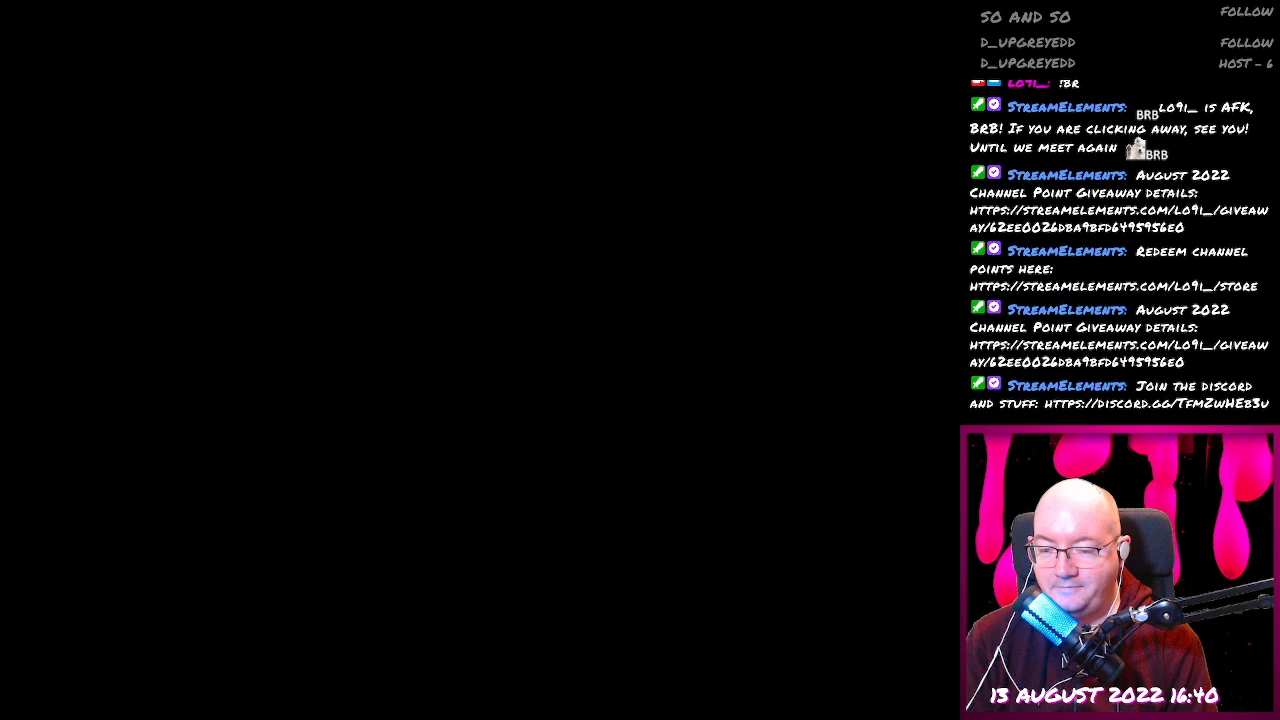 SO AND SO FOLLOW
D_UPGREYEDD FOLLOW
D_UPGREYEDD HOST - 6
LO9I_: !BR
StreamElements: BRB LO9I_ is AFK,
BRB! If you are clicking away, see you!
Until we meet again BRB
StreamElements: August 2022
Channel Point Giveaway details:
https://streamelements.com/lo9i_/giveaw
ay/62ee0026dba9bfd6495956e0
StreamElements: Redeem channel
points here:
https://streamelements.com/lo9i_/store
StreamElements: August 2022
Channel Point Giveaway details:
https://streamelements.com/lo9i_/giveaw
ay/62ee0026dba9bfd6495956e0
StreamElements: Join the discord
and stuff: https://discord.gg/TfmZwHEb3u
13 AUGUST 2022 16:40